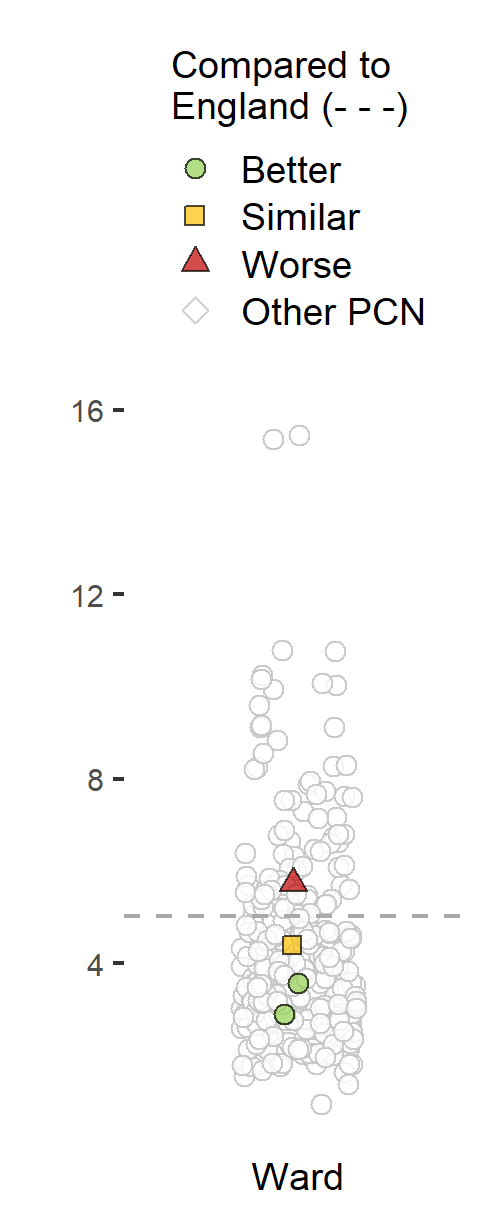 Compared to
England (- - -)
Better
Similar
Worse
Other PCN
16
12
8
4
Ward